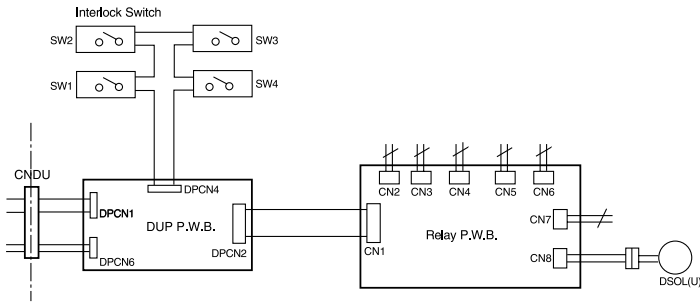 Interlock Switch
SW2
SW3
SW1
SW4
CNDU
DPCN4
CN2
CN3
CN4
CN5
CN6
DPCN1
DUP P.W.B.
CN7
Relay P.W.B.
DPCN6
DPCN2
CN1
CN8
DSOL(U)